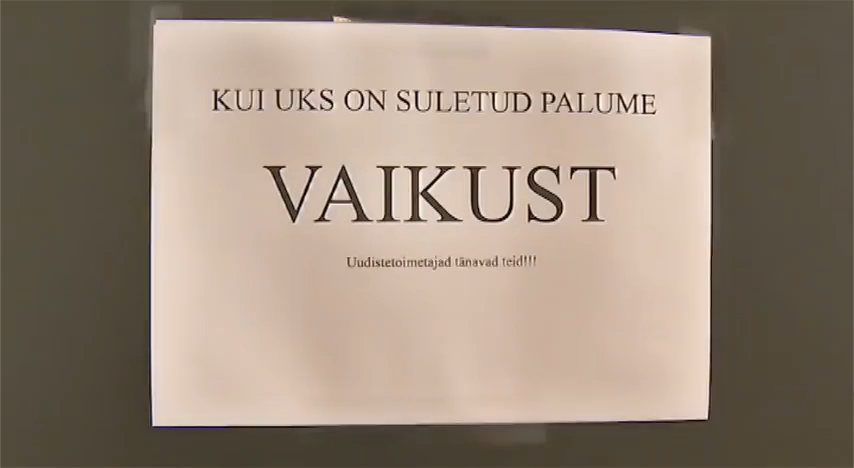 KUI UKS ON SULETUD PALUME
VAIKUST
Uudistetoimetajad tänavad teid!!!